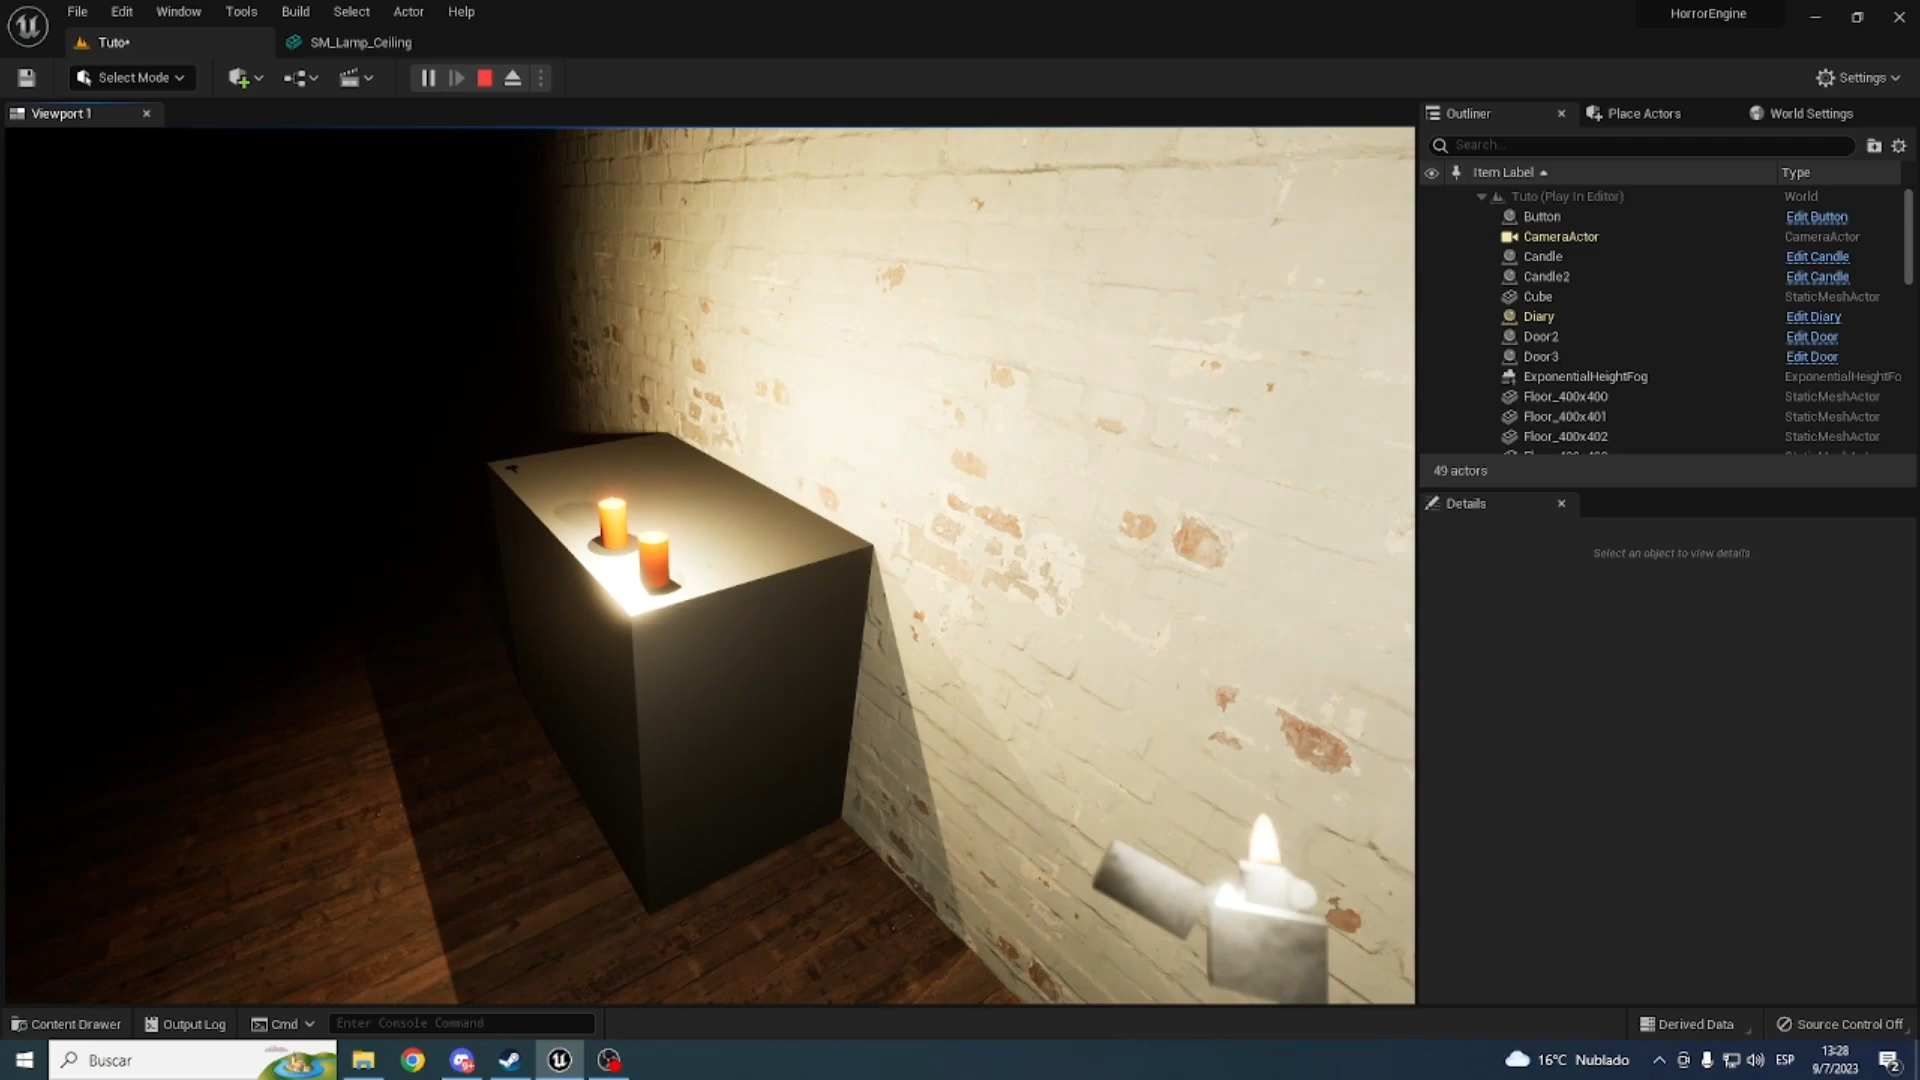 File Edit Window Tools Build Select Actor Help
HorrorEngine
Tuto•
SM_Lamp_Ceiling
Select Mode
Settings
Viewport 1
Outliner
Place Actors
World Settings
Search...
Item Label
Type
Tuto (Play In Editor) World
Button Edit Button
CameraActor CameraActor
Candle Edit Candle
Candle2 Edit Candle
Cube StaticMeshActor
Diary Edit Diary
Door2 Edit Door
Door3 Edit Door
ExponentialHeightFog ExponentialHeightFo
Floor_400x400 StaticMeshActor
Floor_400x401 StaticMeshActor
Floor_400x402 StaticMeshActor
49 actors
Details
Select an object to view details
Content Drawer
Output Log
Cmd
Enter Console Command
Derived Data
Source Control Off
Buscar
9+
16°C Nublado
ESP
13:28
9/7/2023
2